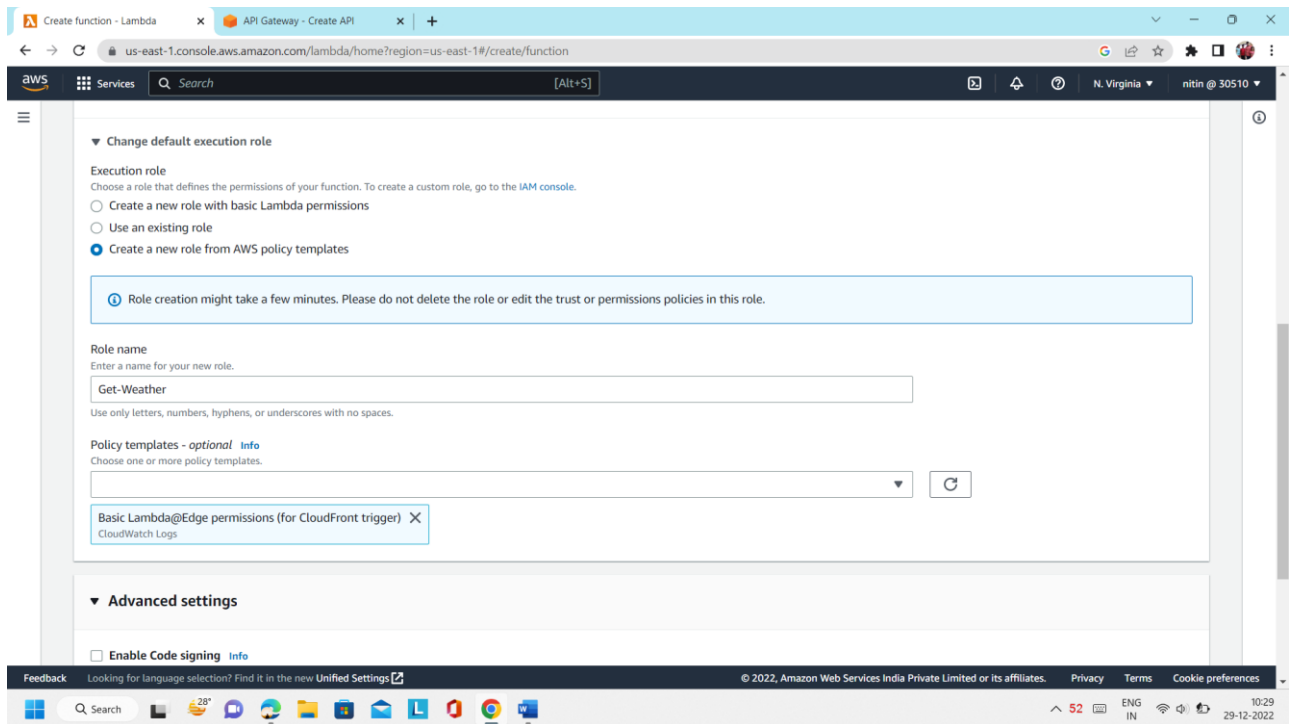 Create function - Lambda
API Gateway - Create API
us-east-1.console.aws.amazon.com/lambda/home?region=us-east-1#/create/function
aws
Services
Search
[Alt+S]
N. Virginia
nitin @ 30510
Change default execution role
Execution role
Choose a role that defines the permissions of your function. To create a custom role, go to the IAM console.
Create a new role with basic Lambda permissions
Use an existing role
Create a new role from AWS policy templates
Role creation might take a few minutes. Please do not delete the role or edit the trust or permissions policies in this role.
Role name
Enter a name for your new role.
Get-Weather
Use only letters, numbers, hyphens, or underscores with no spaces.
Policy templates - optional Info
Choose one or more policy templates.
Basic Lambda@Edge permissions (for CloudFront trigger)
CloudWatch Logs
Advanced settings
Enable Code signing Info
Feedback Looking for language selection? Find it in the new Unified Settings © 2022, Amazon Web Services India Private Limited or its affiliates. Privacy Terms Cookie preferences
Search
28°
52
ENG
IN
10:29
29-12-2022